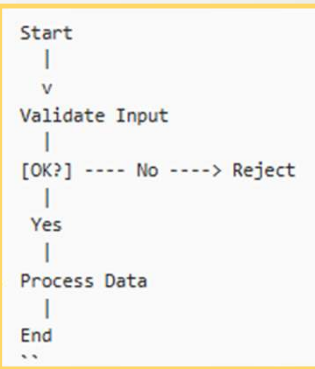 Start
  |
  v
Validate Input
  |
[OK?] ---- No ----> Reject
  |
 Yes
  |
Process Data
  |
End
``